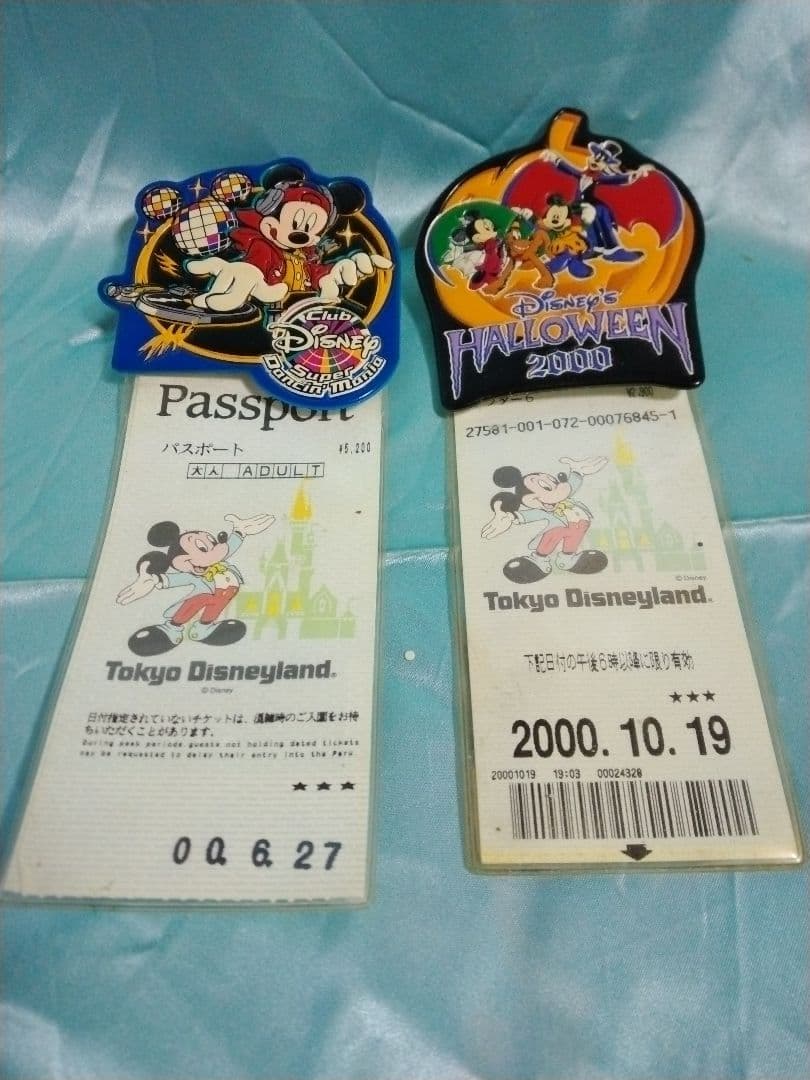 Club
Disney
Super
Dancin' Mania
Passport
パスポート ¥5,200
大人 ADULT
Tokyo Disneyland®
© Disney
日付指定されていないチケットは、混雑時のご入園をお待
ちいただくことがあります。
During peak periods guests not holding dated tickets
may be requested to delay their entry into the Park.
★★★
00. 6. 27
Disney's
HALLOWEEN
2000
アフター6
27581-001-072-00076845-1
© Disney
Tokyo Disneyland®
下記日付の午後6時以降に限り有効
★★★
2000. 10. 19
20001019 19:03 00024328